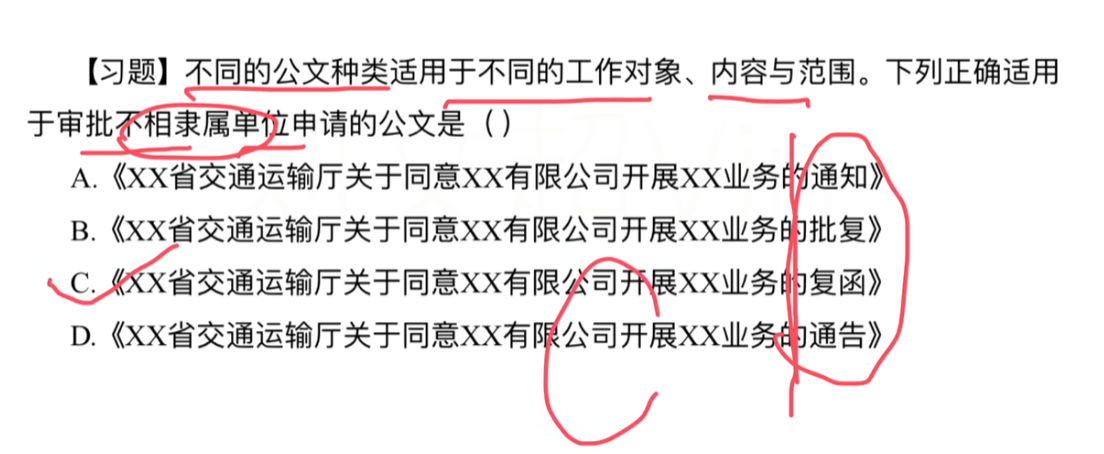 【习题】不同的公文种类适用于不同的工作对象、内容与范围。下列正确适用
于审批不相隶属单位申请的公文是（）
A.《XX省交通运输厅关于同意XX有限公司开展XX业务的通知》
B.《XX省交通运输厅关于同意XX有限公司开展XX业务的批复》
C.《XX省交通运输厅关于同意XX有限公司开展XX业务的复函》
D.《XX省交通运输厅关于同意XX有限公司开展XX业务的通告》
C